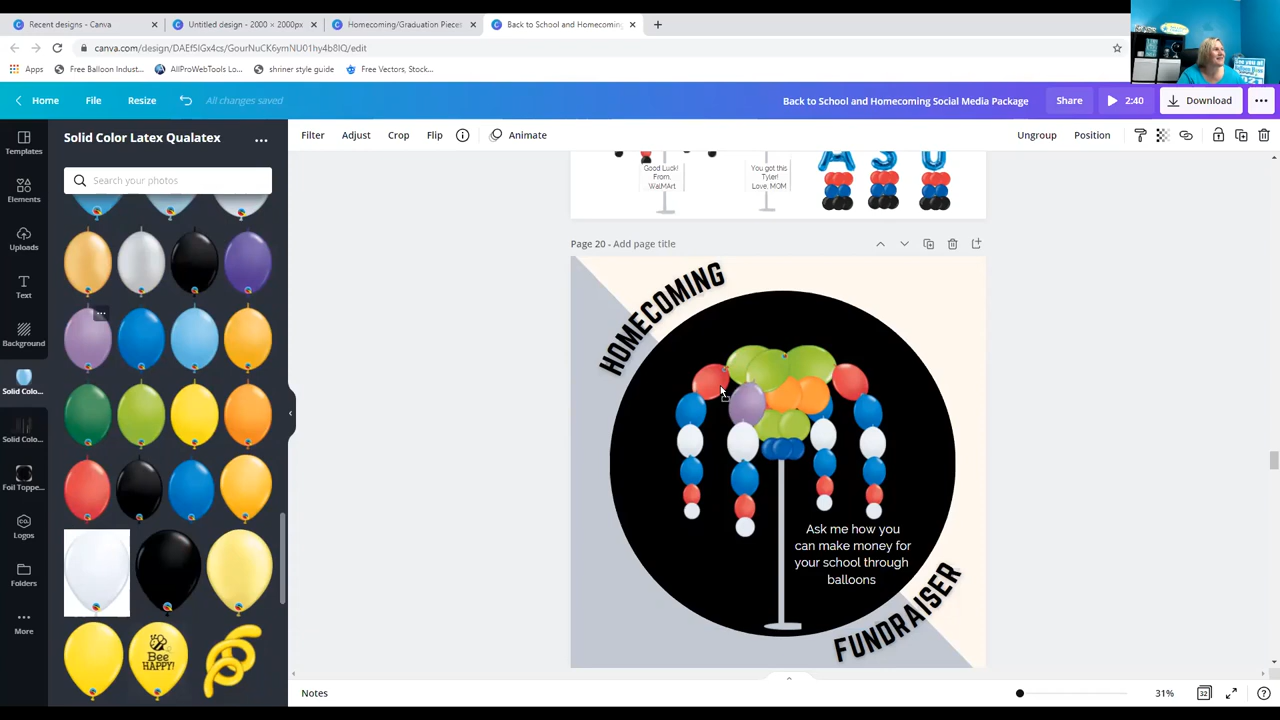 Recent designs - Canva
Untitled design - 2000 × 2000px
Homecoming/Graduation Pieces
Back to School and Homecoming
canva.com/design/DAEf5IGx4cs/GourNuCK6ymNU01hy4b8IQ/edit
Apps
Free Balloon Indust...
AllProWebTools Lo...
shriner style guide
Free Vectors, Stock...
Home
File
Resize
All changes saved
Back to School and Homecoming Social Media Package
Share
2:40
Download
Filter
Adjust
Crop
Flip
Animate
Ungroup
Position
Templates
Elements
Uploads
Text
Background
Solid Colo...
Solid Colo...
Foil Toppe...
Logos
Folders
More
Solid Color Latex Qualatex
Search your photos
Bee
HAPPY!
Good Luck!
From,
WalMArt
You got this
Tyler!
Love, MOM
A S U
Page 20 - Add page title
HOMECOMING
Ask me how you
can make money for
your school through
balloons
FUNDRAISER
Notes
31%
32